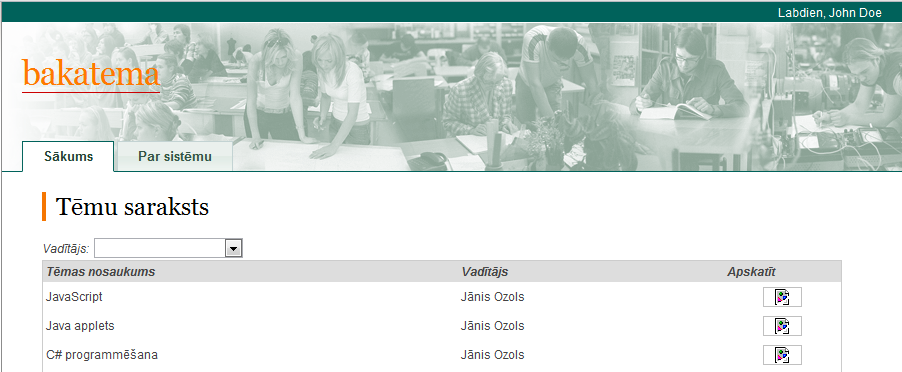 Labdien, John Doe
bakatema
Sākums Par sistēmu
Tēmu saraksts
Vadītājs:
Tēmas nosaukums Vadītājs Apskatīt
JavaScript Jānis Ozols
Java applets Jānis Ozols
C# programmēšana Jānis Ozols